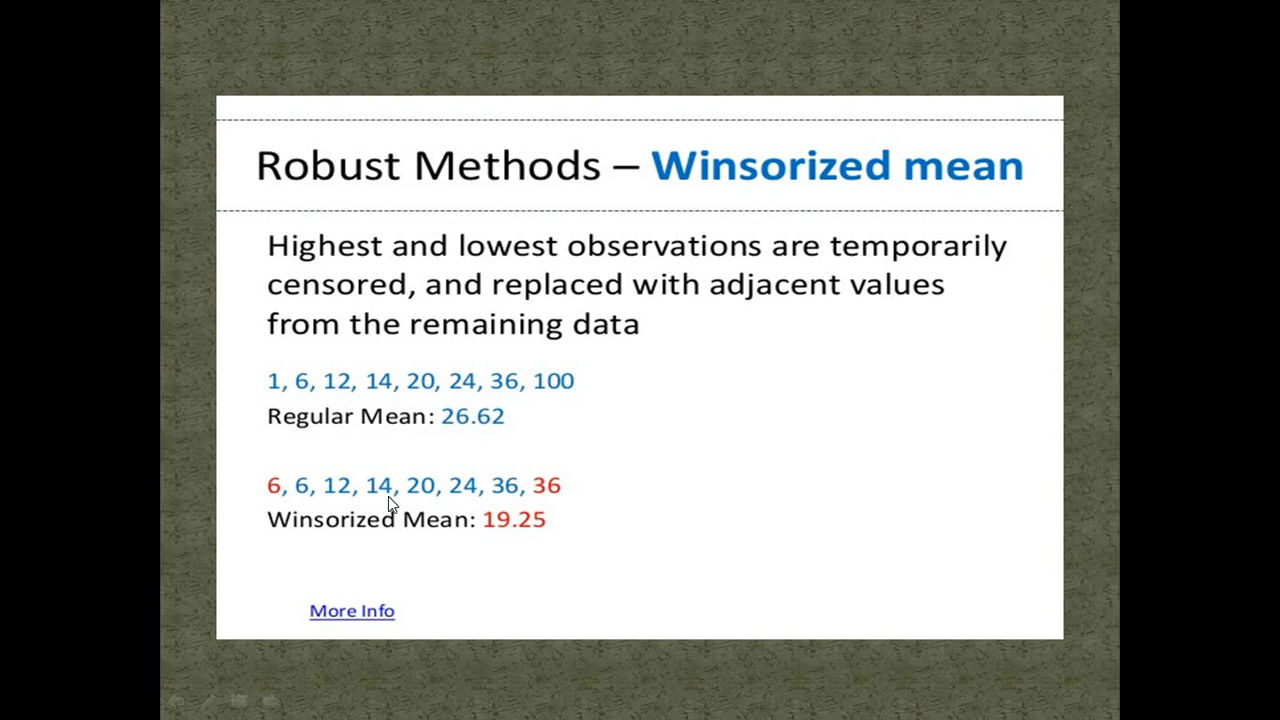 Robust Methods – Winsorized mean
Highest and lowest observations are temporarily
censored, and replaced with adjacent values
from the remaining data
1, 6, 12, 14, 20, 24, 36, 100
Regular Mean: 26.62
6, 6, 12, 14, 20, 24, 36, 36
Winsorized Mean: 19.25
More Info